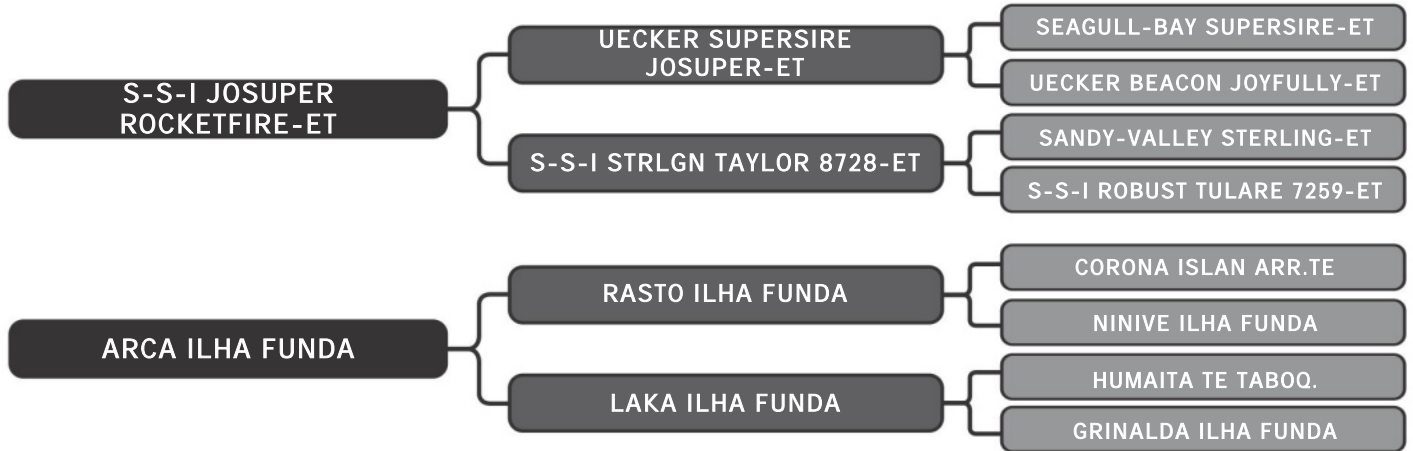 S-S-I JOSUPER
ROCKETFIRE-ET
UECKER SUPERSIRE
JOSUPER-ET
SEAGULL-BAY SUPERSIRE-ET
UECKER BEACON JOYFULLY-ET
S-S-I STRLGN TAYLOR 8728-ET
SANDY-VALLEY STERLING-ET
S-S-I ROBUST TULARE 7259-ET
ARCA ILHA FUNDA
RASTO ILHA FUNDA
CORONA ISLAN ARR.TE
NINIVE ILHA FUNDA
LAKA ILHA FUNDA
HUMAITA TE TABOQ.
GRINALDA ILHA FUNDA